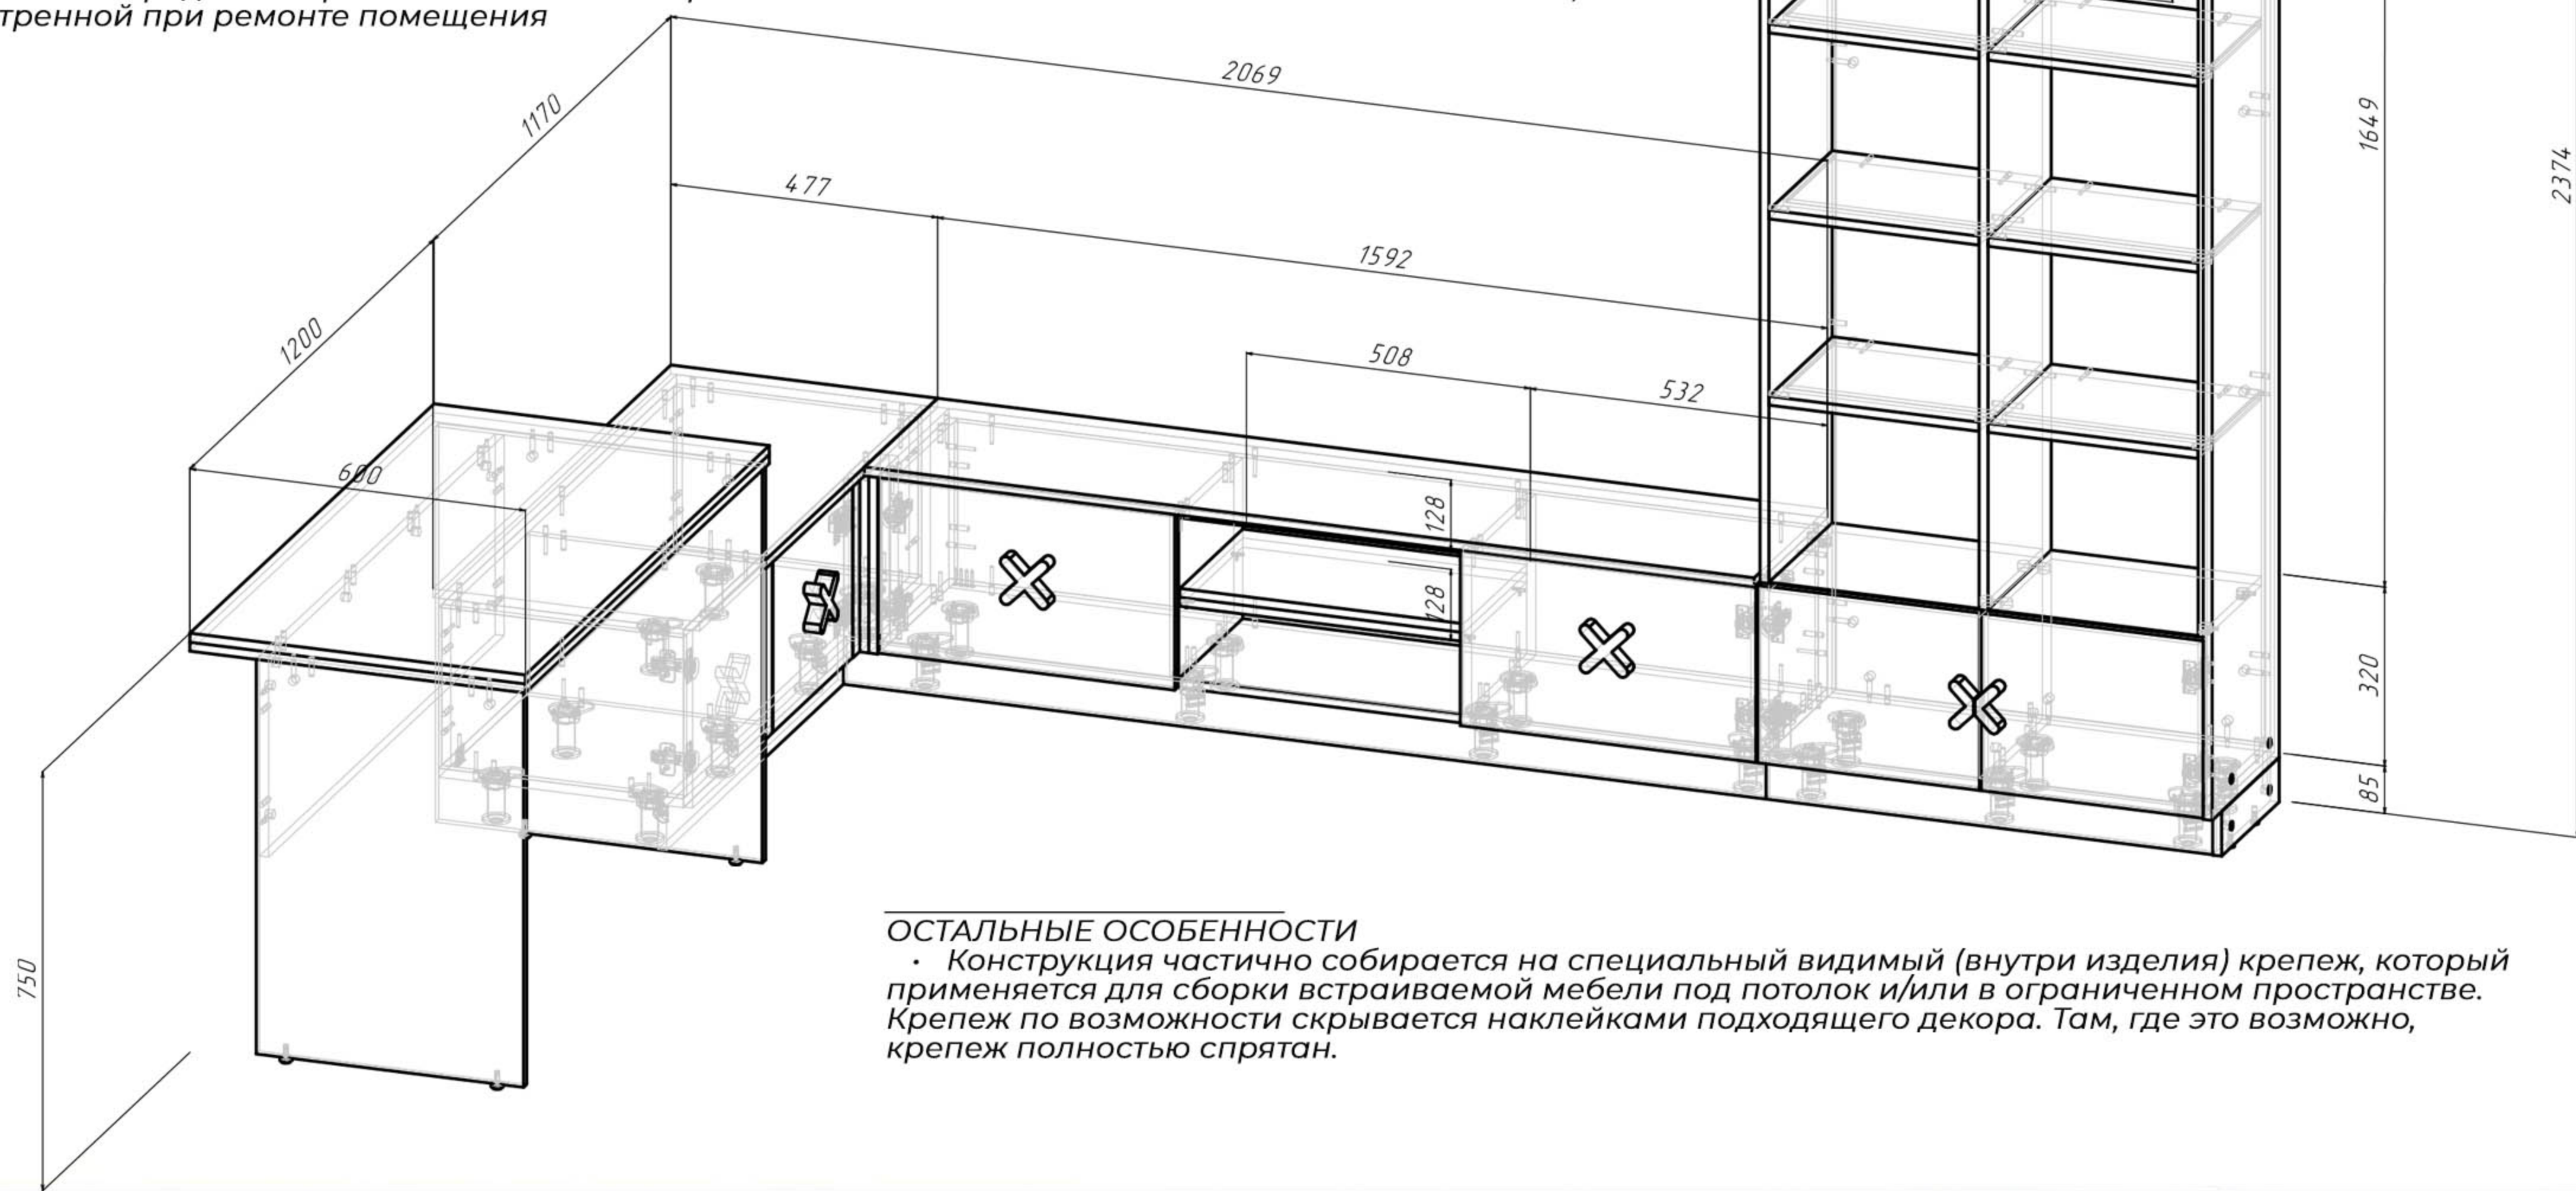 тренной при ремонте помещения
2069
1170
1649
2374
477
1592
1200
508
532
600
128
128
320
85
750
ОСТАЛЬНЫЕ ОСОБЕННОСТИ
• Конструкция частично собирается на специальный видимый (внутри изделия) крепеж, который
применяется для сборки встраиваемой мебели под потолок и/или в ограниченном пространстве.
Крепеж по возможности скрывается наклейками подходящего декора. Там, где это возможно,
крепеж полностью спрятан.